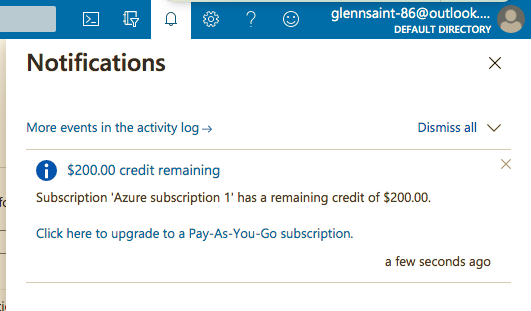 glennsaint-86@outlook....
DEFAULT DIRECTORY
Notifications
More events in the activity log →
Dismiss all
$200.00 credit remaining
Subscription 'Azure subscription 1' has a remaining credit of $200.00.
Click here to upgrade to a Pay-As-You-Go subscription.
a few seconds ago